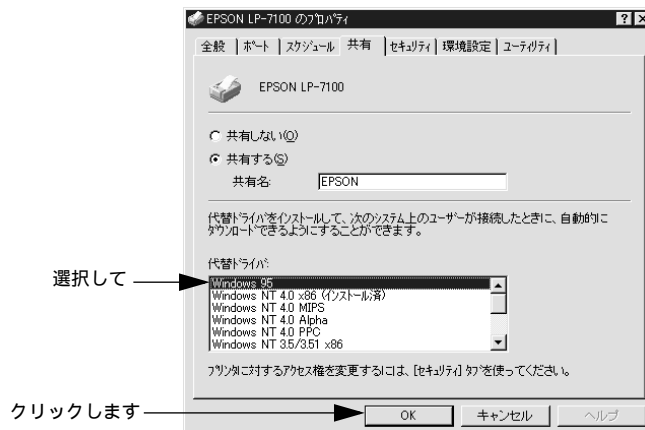 EPSON LP-7100 のプロパティ
全般 ポート スケジュール 共有 セキュリティ 環境設定 ユーティリティ
EPSON LP-7100
共有しない(O)
共有する(S)
共有名: EPSON
代替ドライバをインストールして、次のシステム上のユーザーが接続したときに、自動的に
ダウンロードできるようにすることができます。
代替ドライバ:
選択して
Windows 95
Windows NT 4.0 x86 (インストール済)
Windows NT 4.0 MIPS
Windows NT 4.0 Alpha
Windows NT 4.0 PPC
Windows NT 3.5/3.51 x86
プリンタに対するアクセス権を変更するには、[セキュリティ] タブを使ってください。
クリックします
OK キャンセル ヘルプ